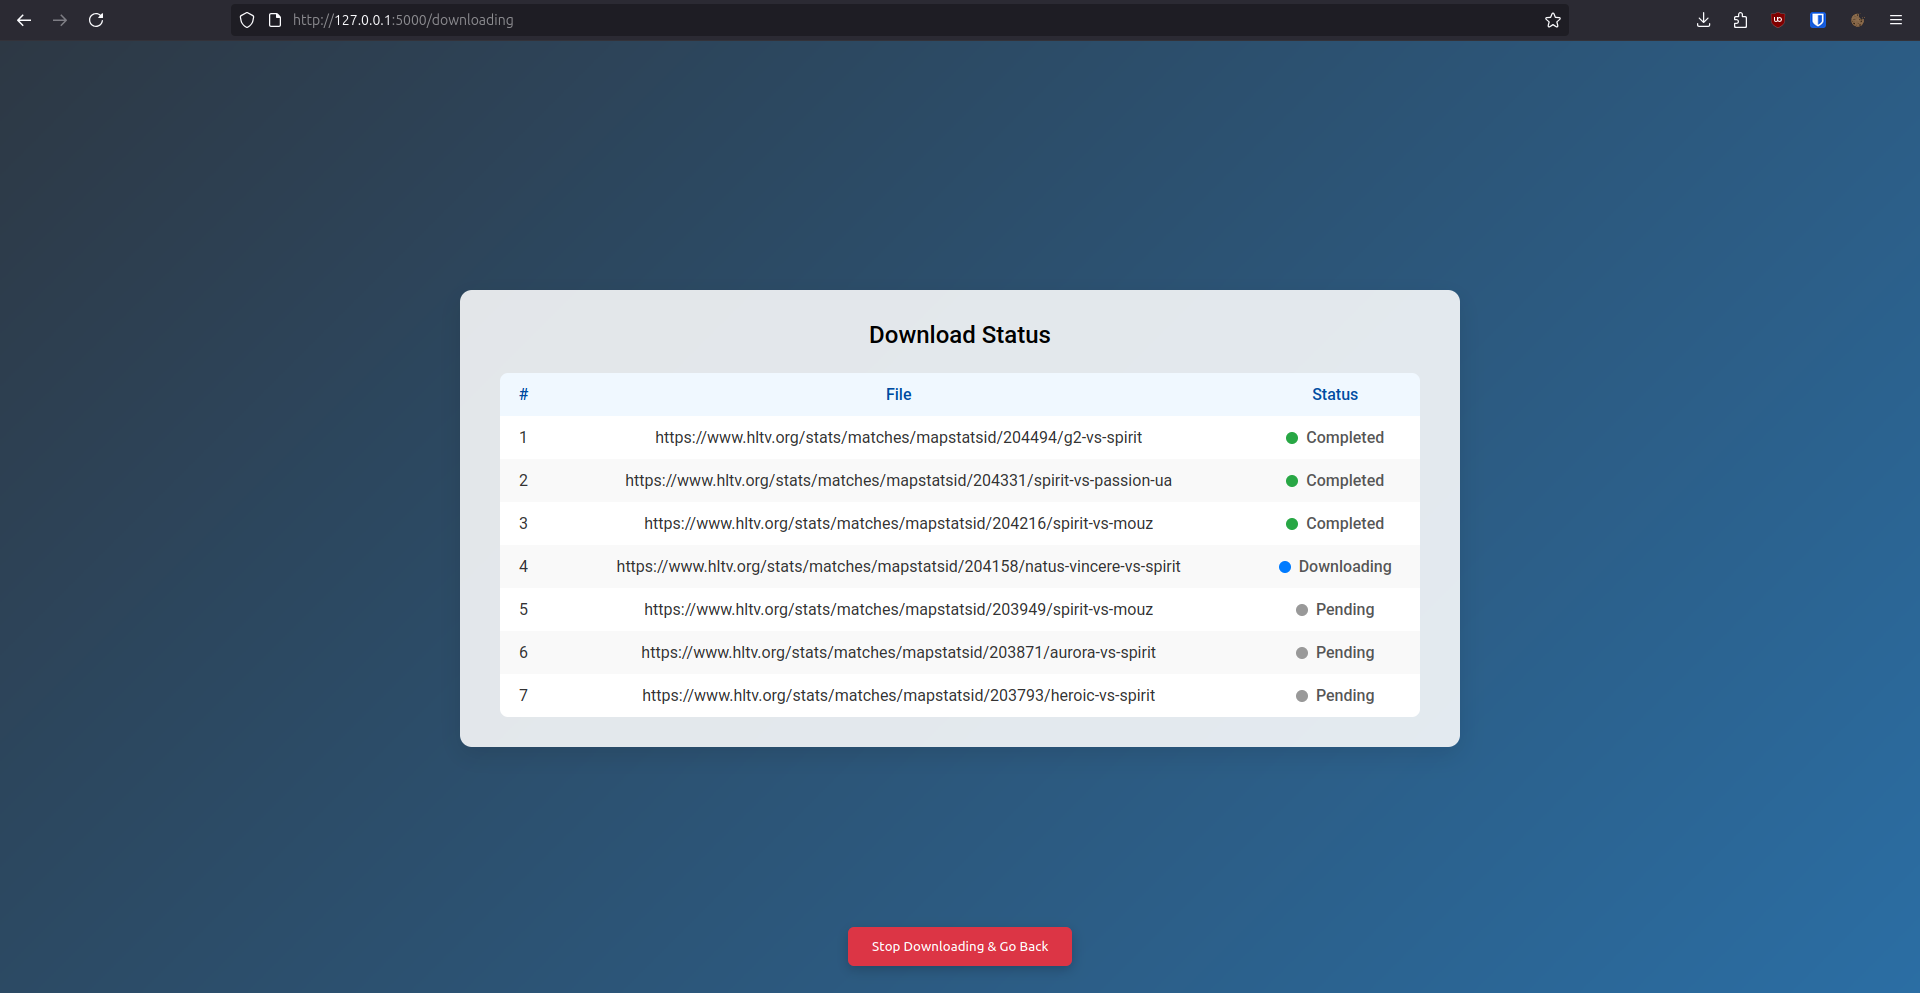 http://127.0.0.1:5000/downloading
Download Status
# File Status
1 https://www.hltv.org/stats/matches/mapstatsid/204494/g2-vs-spirit Completed
2 https://www.hltv.org/stats/matches/mapstatsid/204331/spirit-vs-passion-ua Completed
3 https://www.hltv.org/stats/matches/mapstatsid/204216/spirit-vs-mouz Completed
4 https://www.hltv.org/stats/matches/mapstatsid/204158/natus-vincere-vs-spirit Downloading
5 https://www.hltv.org/stats/matches/mapstatsid/203949/spirit-vs-mouz Pending
6 https://www.hltv.org/stats/matches/mapstatsid/203871/aurora-vs-spirit Pending
7 https://www.hltv.org/stats/matches/mapstatsid/203793/heroic-vs-spirit Pending
Stop Downloading & Go Back